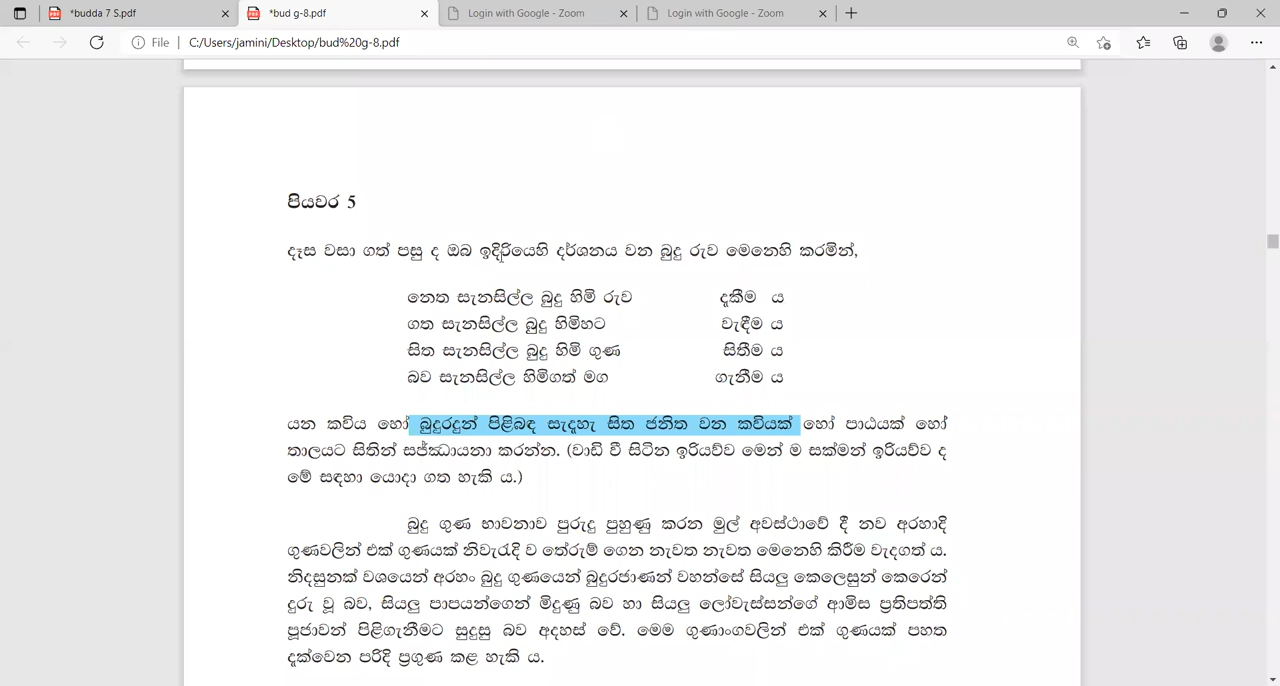 *budda 7 S.pdf
*bud g-8.pdf
Login with Google - Zoom
Login with Google - Zoom
File
C:/Users/jamini/Desktop/bud%20g-8.pdf
පියවර 5
දෑස වසා ගත් පසු ද ඔබ ඉදිරියෙහි දර්ශනය වන බුදු රුව මෙනෙහි කරමින්,
නෙත සැනසිල්ල බුදු හිමි රුව දැකීම ය
ගත සැනසිල්ල බුදු හිමිහට වැඳීම ය
සිත සැනසිල්ල බුදු හිමි ගුණ සිතීම ය
බව සැනසිල්ල හිමිගත් මග ගැනීම ය
යන කවිය හෝ බුදුරදුන් පිළිබඳ සැදැහැ සිත ජනිත වන කවියක් හෝ පාඨයක් හෝ
තාලයට සිතින් සජ්ඣායනා කරන්න. (වාඩි වී සිටින ඉරියව්ව මෙන් ම සක්මන් ඉරියව්ව ද
මේ සඳහා යොදා ගත හැකි ය.)
බුදු ගුණ භාවනාව පුරුදු පුහුණු කරන මුල් අවස්ථාවේ දී නව අරහාදි
ගුණවලින් එක් ගුණයක් නිවැරැදි ව තේරුම් ගෙන නැවත නැවත මෙනෙහි කිරීම වැදගත් ය.
නිදසුනක් වශයෙන් අරහං බුදු ගුණයෙන් බුදුරජාණන් වහන්සේ සියලු කෙලෙසුන් කෙරෙන්
දුරු වූ බව, සියලු පාපයන්ගෙන් මිදුණු බව හා සියලු ලෝවැස්සන්ගේ ආමිස ප්‍රතිපත්ති
පූජාවන් පිළිගැනීමට සුදුසු බව අදහස් වේ. මෙම ගුණාංගවලින් එක් ගුණයක් පහත
දැක්වෙන පරිදි ප්‍රගුණ කළ හැකි ය.